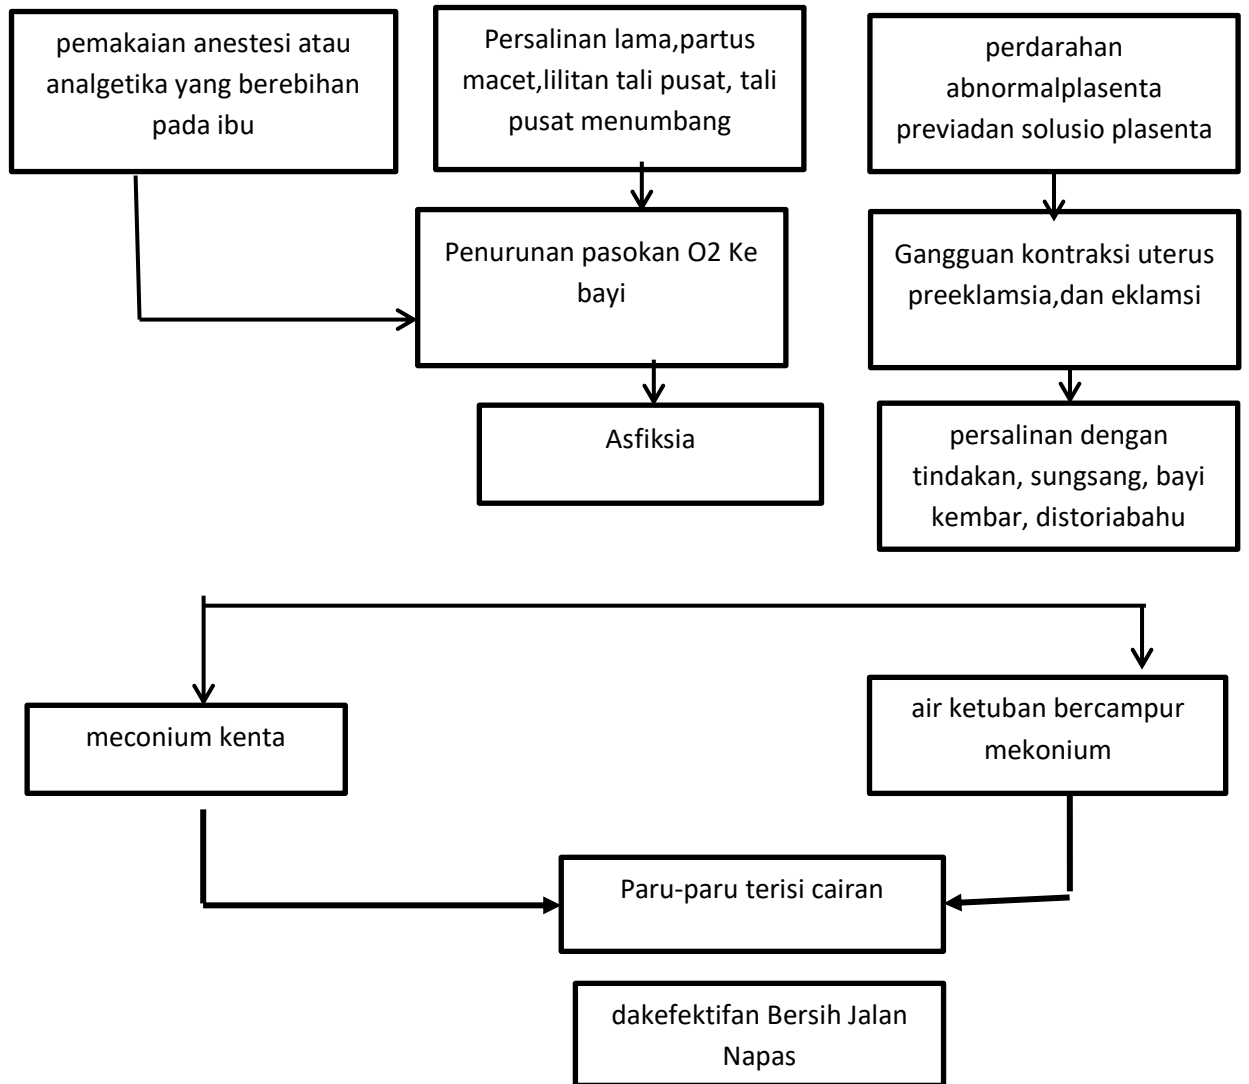 pemakaian anestesi atau
analgetika yang berebihan
pada ibu
Persalinan lama,partus
macet,lilitan tali pusat, tali
pusat menumbang
perdarahan
abnormalplasenta
previadan solusio plasenta
Penurunan pasokan O2 Ke
bayi
Gangguan kontraksi uterus
preeklamsia,dan eklamsi
Asfiksia
persalinan dengan
tindakan, sungsang, bayi
kembar, distoriabahu
meconium kenta
air ketuban bercampur
mekonium
Paru-paru terisi cairan
dakefektifan Bersih Jalan
Napas